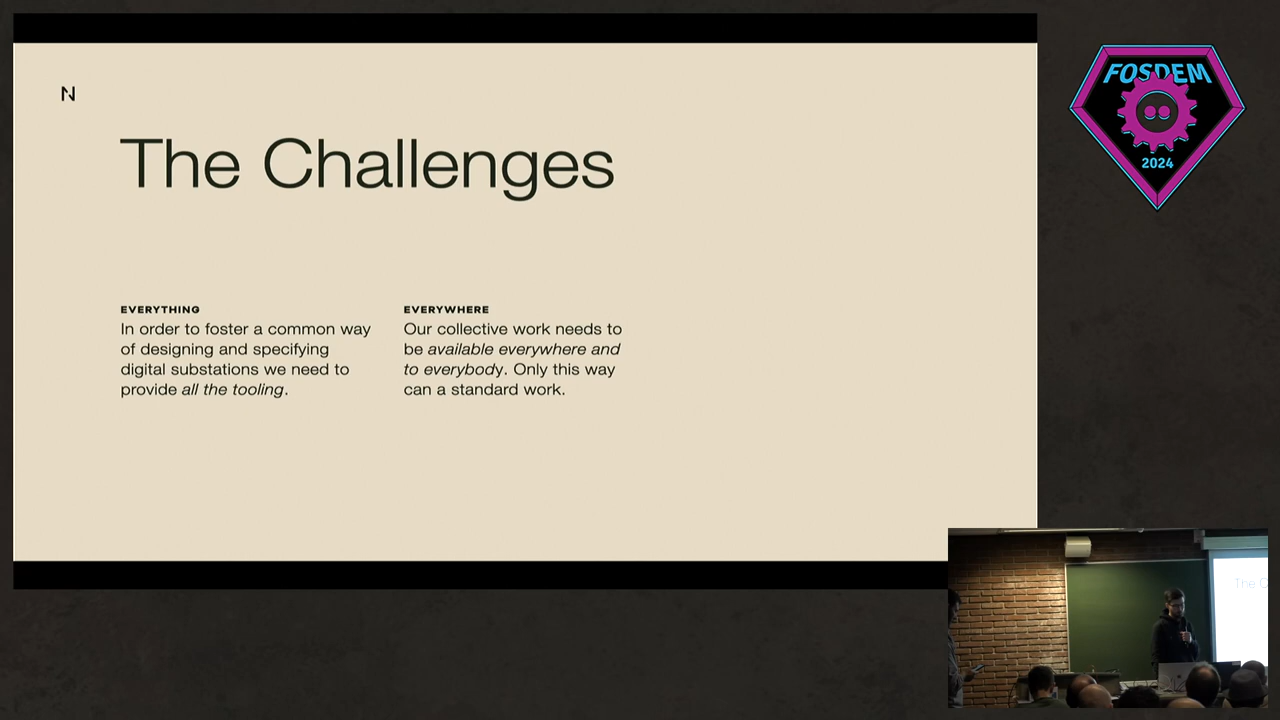 N
The Challenges
EVERYTHING
In order to foster a common way
of designing and specifying
digital substations we need to
provide all the tooling.
EVERYWHERE
Our collective work needs to
be available everywhere and
to everybody. Only this way
can a standard work.
FOSDEM
2024
The C